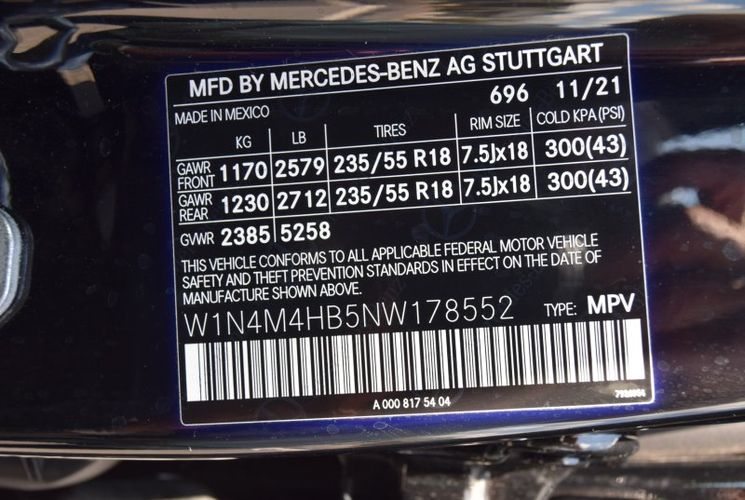 MFD BY MERCEDES-BENZ AG STUTTGART
MADE IN MEXICO 696 11/21
KG LB TIRES RIM SIZE COLD KPA (PSI)
GAWR FRONT 1170 2579 235/55 R18 7.5Jx18 300(43)
GAWR REAR 1230 2712 235/55 R18 7.5Jx18 300(43)
GVWR 2385 5258
THIS VEHICLE CONFORMS TO ALL APPLICABLE FEDERAL MOTOR VEHICLE
SAFETY AND THEFT PREVENTION STANDARDS IN EFFECT ON THE DATE OF
MANUFACTURE SHOWN ABOVE.
W1N4M4HB5NW178552 TYPE: MPV
A 000 817 54 04